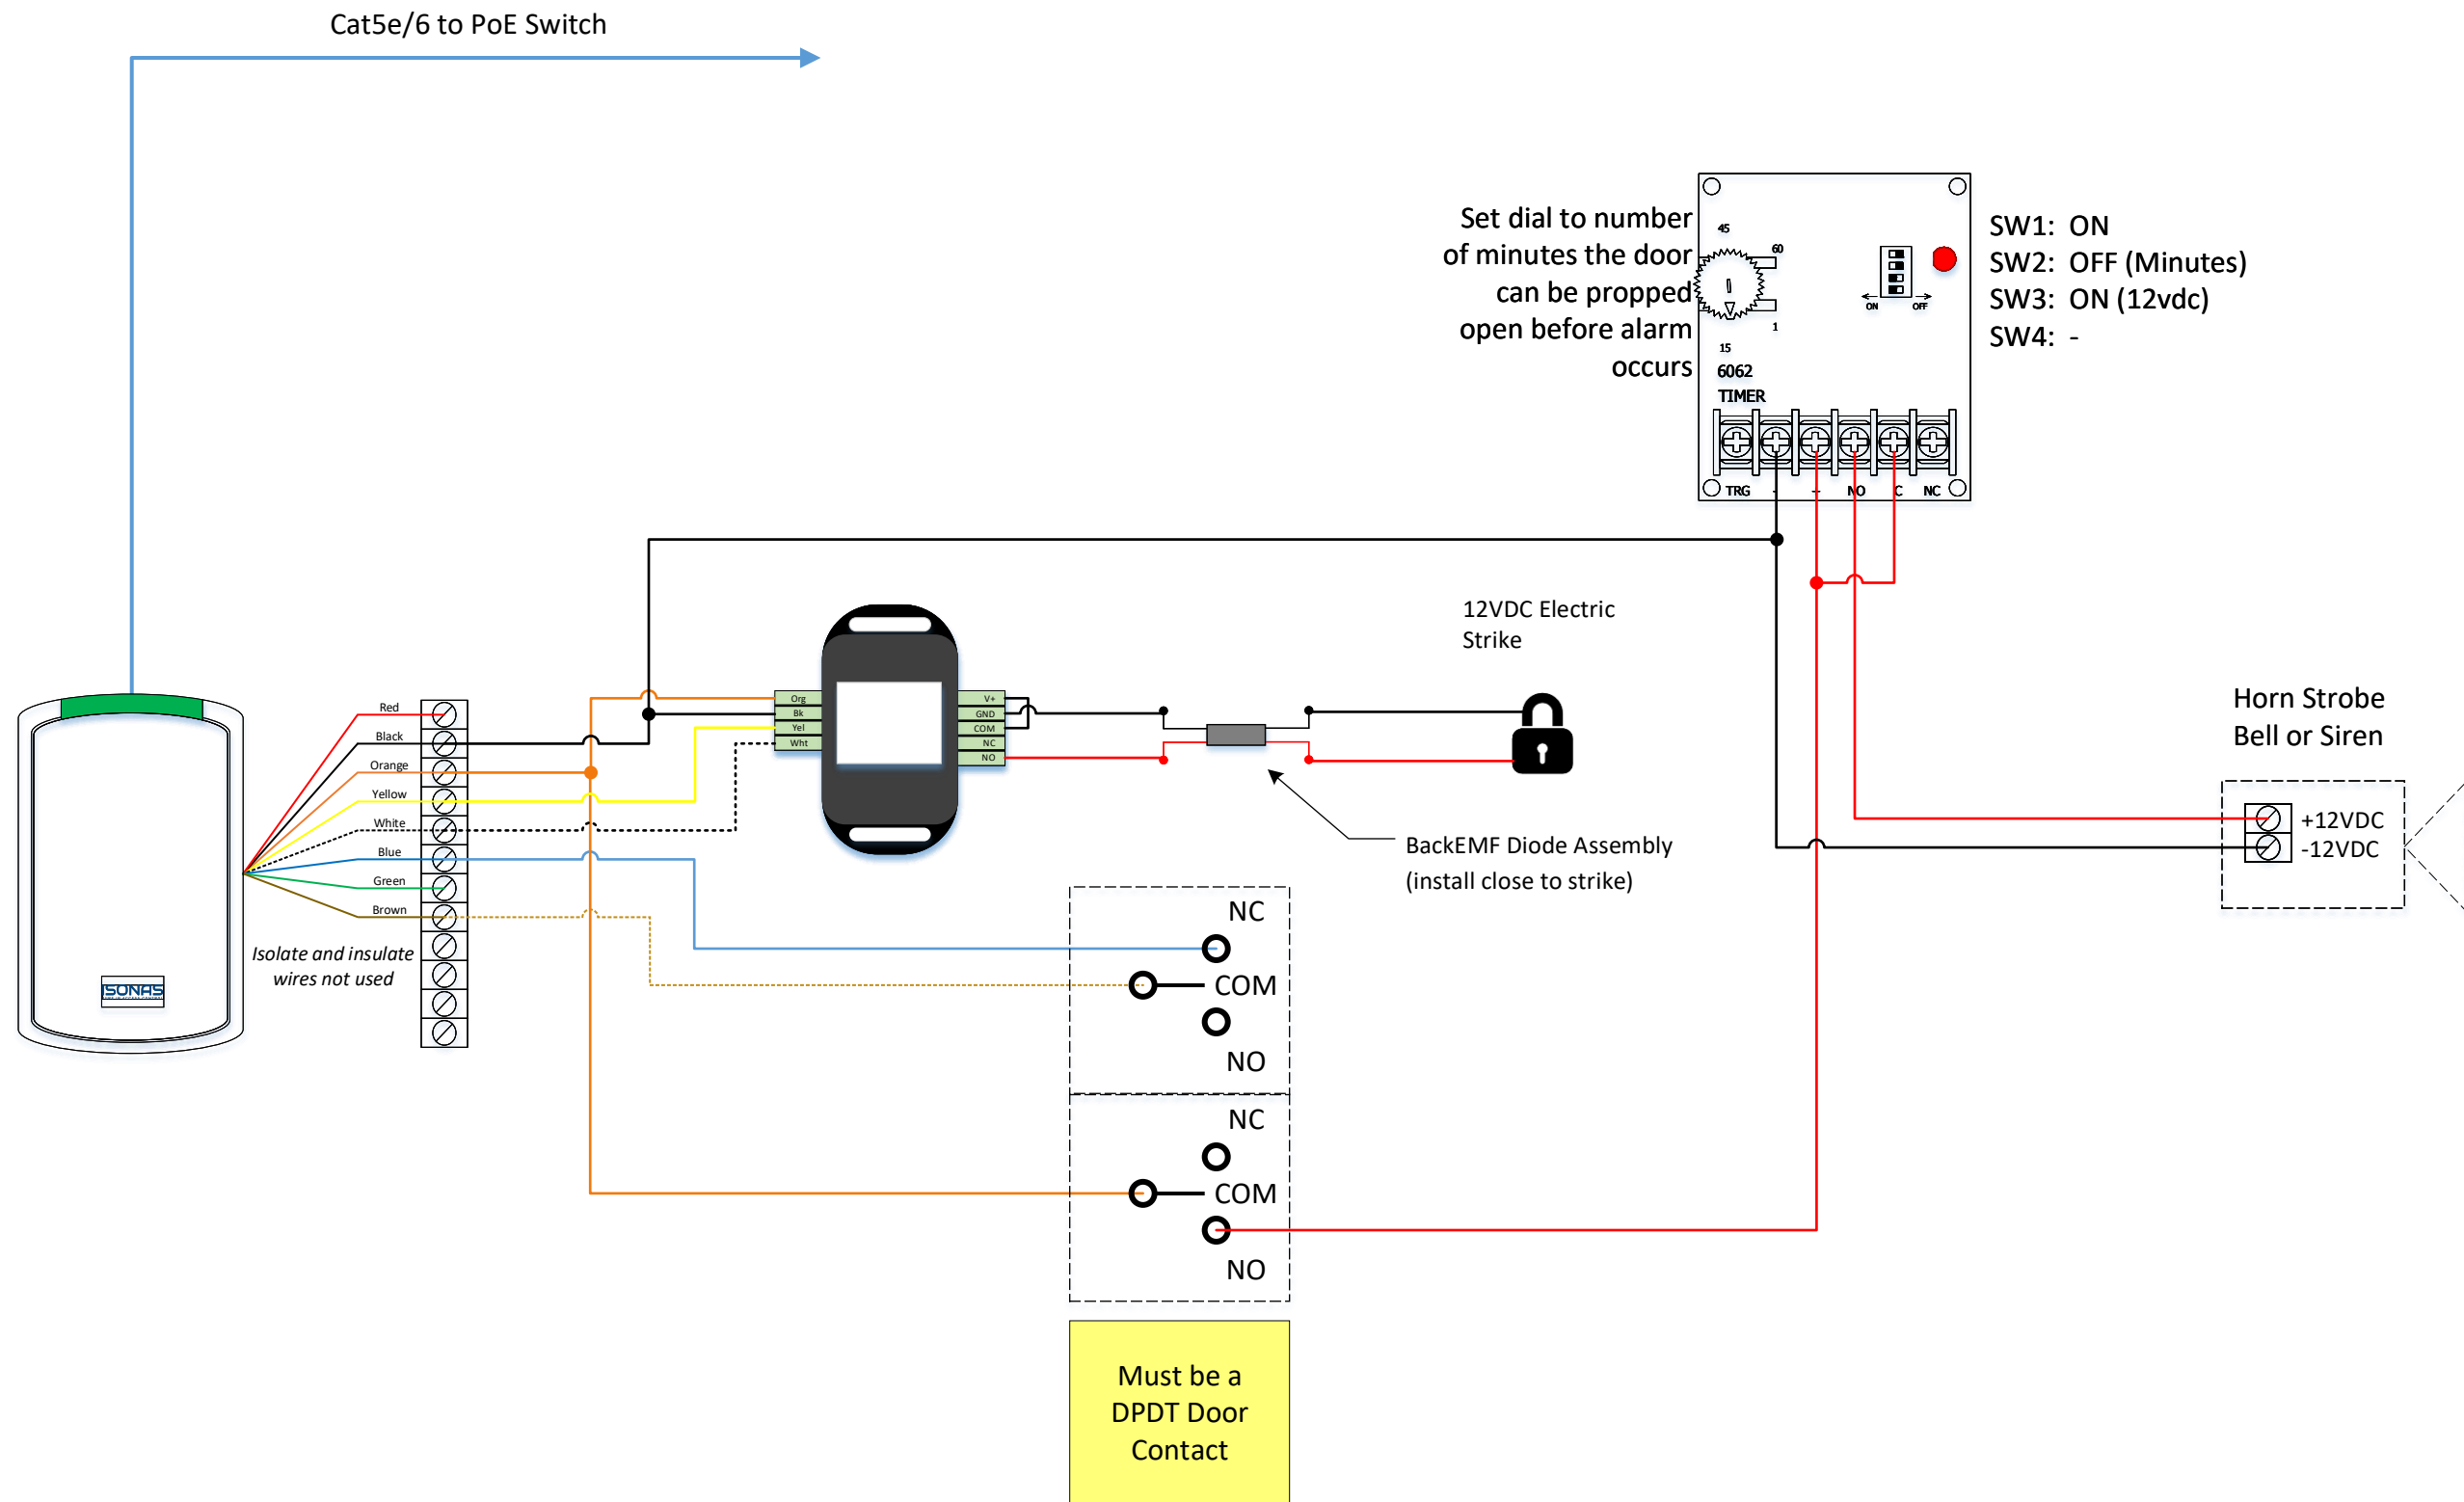 Cat5e/6 to PoE Switch
Set dial to number
of minutes the door
can be propped
open before alarm
occurs
45
60
1
15
6062
TIMER
ON
OFF
TRG
-
+
NO
C
NC
SW1: ON
SW2: OFF (Minutes)
SW3: ON (12vdc)
SW4: -
12VDC Electric
Strike
Horn Strobe
Bell or Siren
+12VDC
-12VDC
Red
Black
Orange
Yellow
White
Blue
Green
Brown
Isolate and insulate
wires not used
ISONAS
Org
Bk
Yel
Wht
V+
GND
COM
NC
NO
BackEMF Diode Assembly
(install close to strike)
NC
COM
NO
NC
COM
NO
Must be a
DPDT Door
Contact